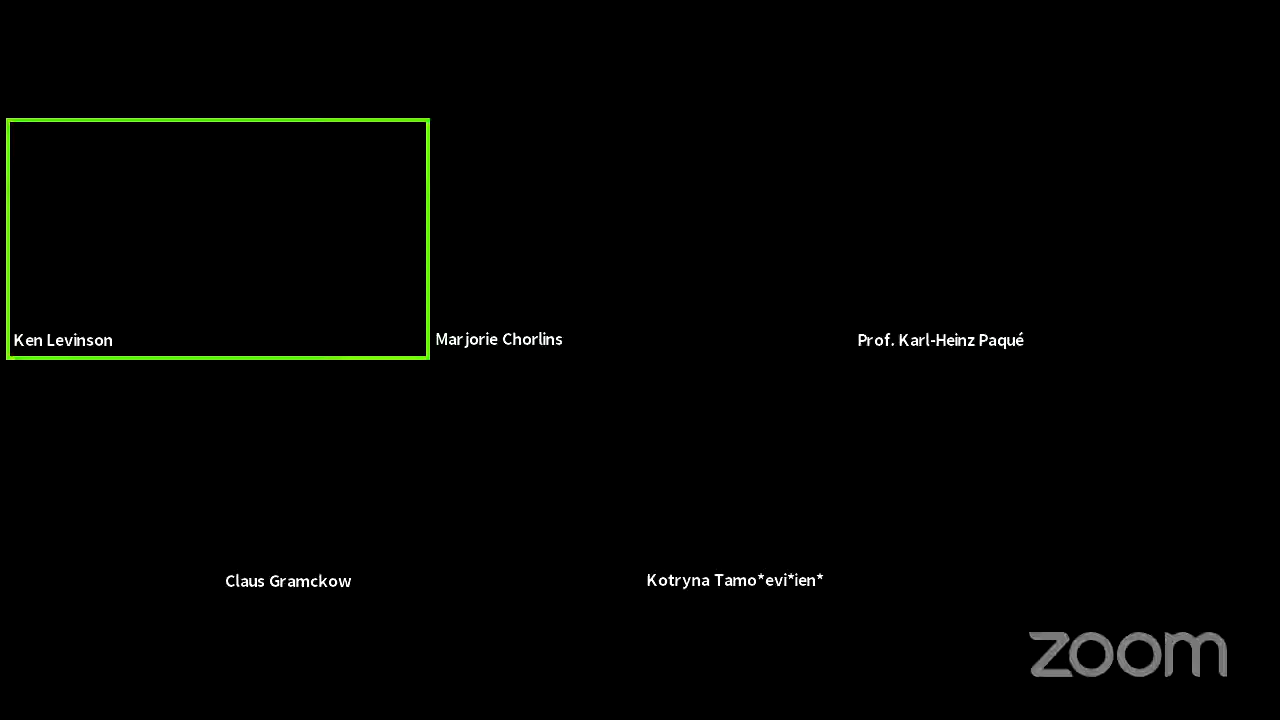 Ken Levinson
Marjorie Chorlins
Prof. Karl-Heinz Paqué
Claus Gramckow
Kotryna Tamo*evi*ien*
zoom